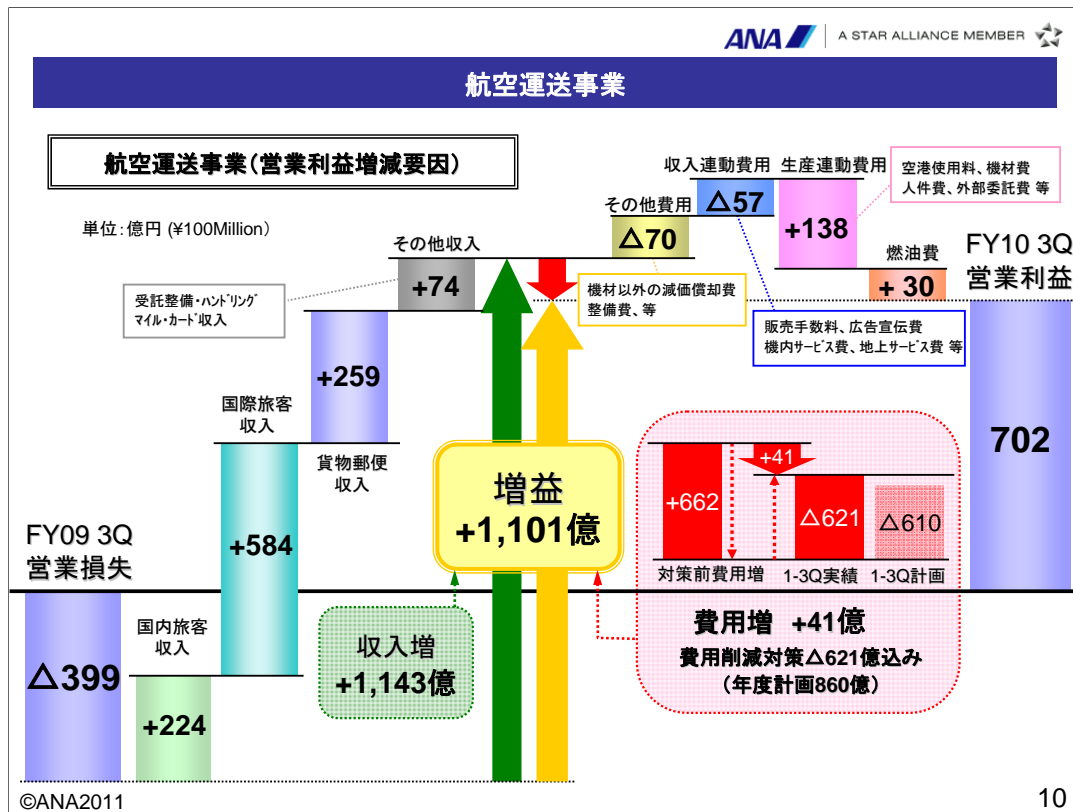 ANA
A STAR ALLIANCE MEMBER
航空運送事業
航空運送事業(営業利益増減要因)
単位:億円 (¥100Million)
FY09 3Q
営業損失
△399
国内旅客
収入
+224
国際旅客
収入
+584
貨物郵便
収入
+259
その他収入
+74
受託整備・ハンドリング
マイル・カード収入
その他費用
△70
機材以外の減価償却費
整備費、等
収入連動費用
△57
販売手数料、広告宣伝費
機内サービス費、地上サービス費 等
生産連動費用
+138
空港使用料、機材費
人件費、外部委託費 等
燃油費
+ 30
FY10 3Q
営業利益
702
増益
+1,101億
収入増
+1,143億
+662
+41
△621
△610
対策前費用増
1-3Q実績
1-3Q計画
費用増 +41億
費用削減対策△621億込み
(年度計画860億)
©ANA2011
10